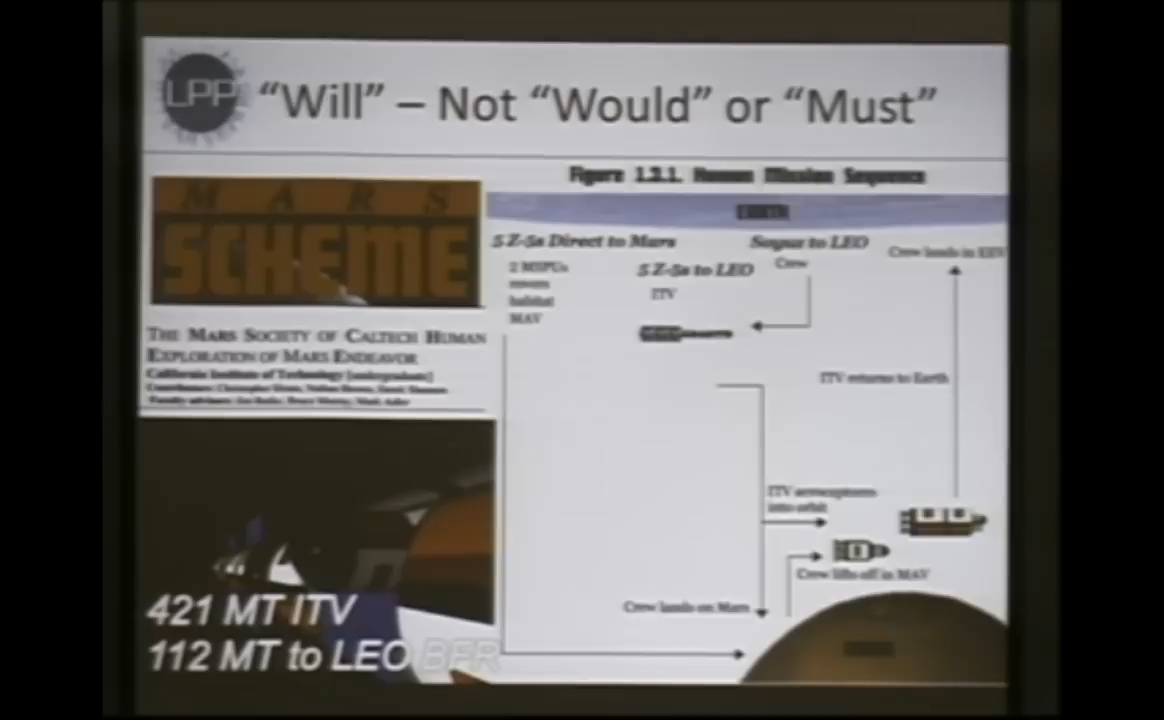 LPP
“Will” – Not “Would” or “Must”
MARS
SCHEME
THE MARS SOCIETY OF CALTECH HUMAN
EXPLORATION OF MARS ENDEAVOR
California Institute of Technology [undergraduate]
421 MT ITV
112 MT to LEO BFR
Figure 1.3.1. Human Mission Sequence
5 Z-5s Direct to Mars
habitat
MAV
5 Z-5s to LEO
ITV
Soyuz to LEO
Crew
Crew lands in
ITV returns to Earth
ITV aerocaptures
into orbit
Crew lifts off in MAV
Crew lands on Mars